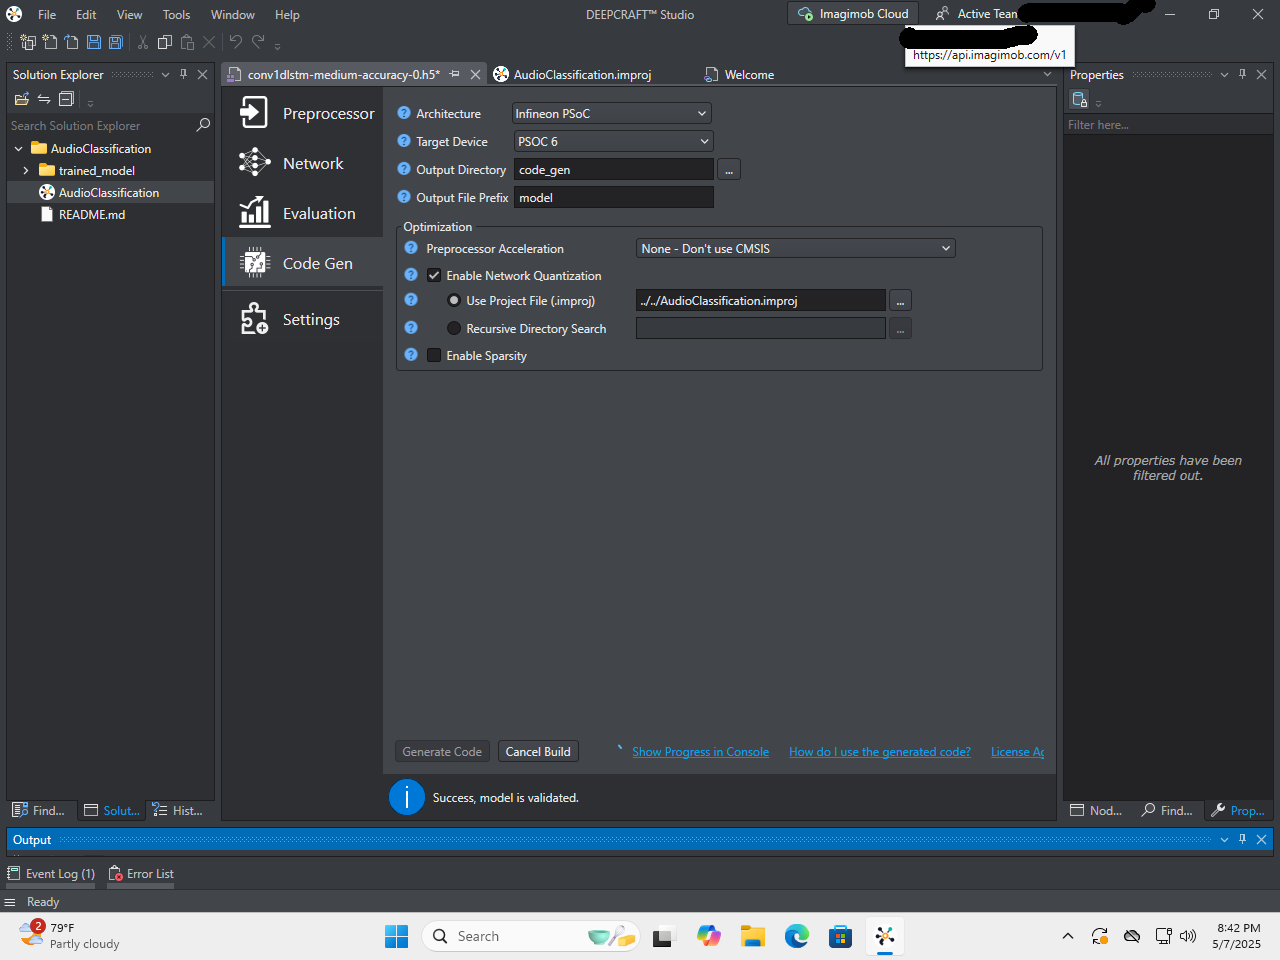 File Edit View Tools Window Help DEEPCRAFT™ Studio Imagimob Cloud Active Team
https://api.imagimob.com/v1
Solution Explorer
Search Solution Explorer
AudioClassification
trained_model
AudioClassification
README.md
Find... Solut... Hist...
conv1dlstm-medium-accuracy-0.h5* AudioClassification.improj Welcome
Preprocessor
Network
Evaluation
Code Gen
Settings
Architecture Infineon PSoC
Target Device PSOC 6
Output Directory code_gen ...
Output File Prefix model
Optimization
Preprocessor Acceleration None - Don't use CMSIS
Enable Network Quantization
Use Project File (.improj) ../../AudioClassification.improj ...
Recursive Directory Search ...
Enable Sparsity
Generate Code Cancel Build Show Progress in Console How do I use the generated code? License Ag
Success, model is validated.
Properties
Filter here...
All properties have been
filtered out.
Nod... Find... Prop...
Output
Event Log (1) Error List
Ready
2 79°F
Partly cloudy
Search
8:42 PM
5/7/2025